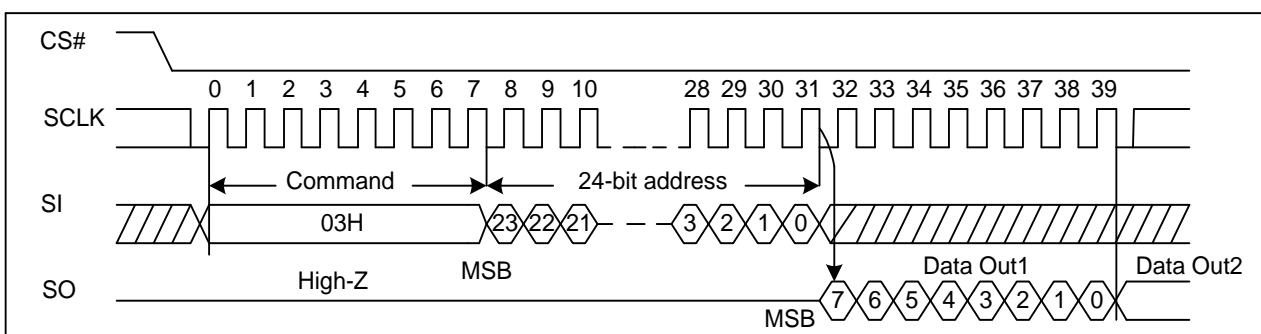 CS#
0 1 2 3 4 5 6 7 8 9 10 28 29 30 31 32 33 34 35 36 37 38 39
SCLK
Command 24-bit address
SI
03H 23 22 21 3 2 1 0
High-Z MSB Data Out1 Data Out2
SO
7 6 5 4 3 2 1 0
MSB